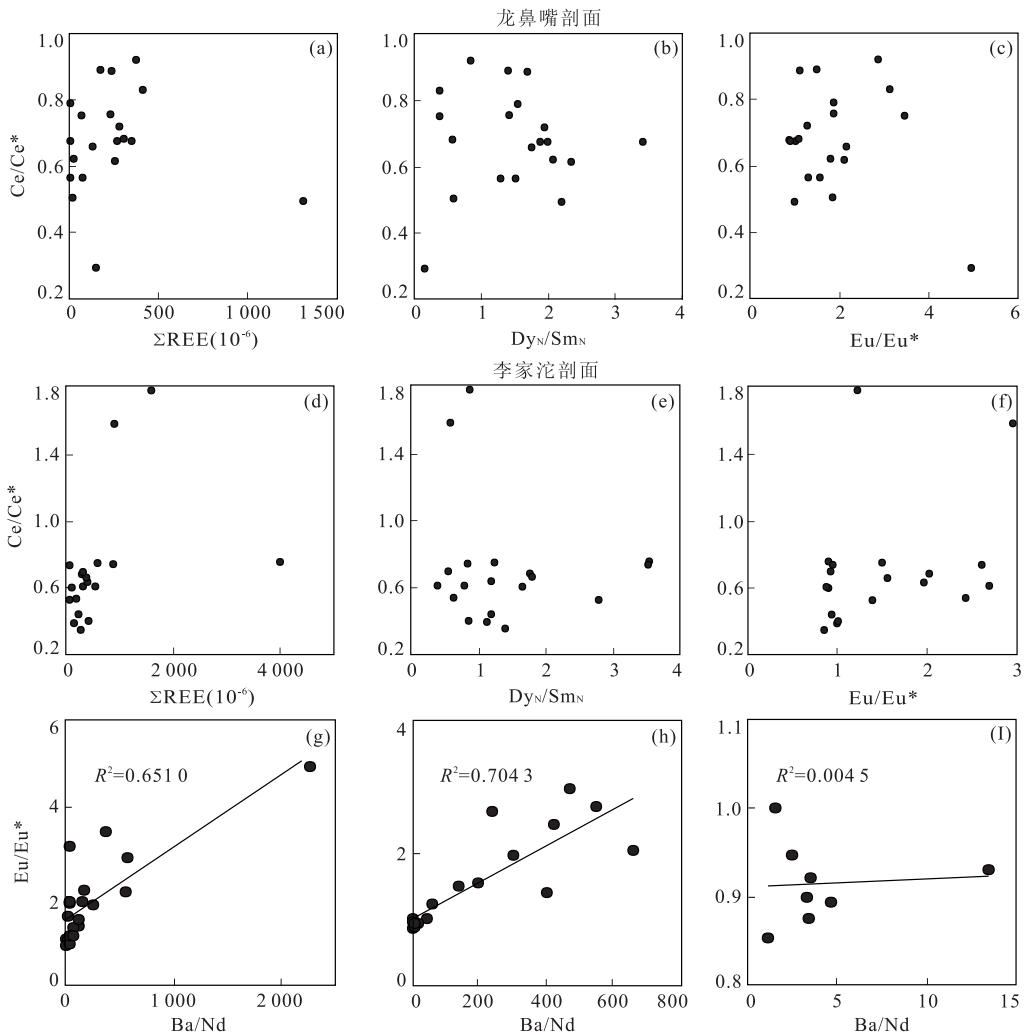 龙鼻嘴剖面
1.0
0.8
0.6
0.4
0.2
Ce/Ce*
(a)
0 500 1 000 1 500
ΣREE(10⁻⁶)
1.0
0.8
0.6
0.4
0.2
(b)
0 1 2 3 4
Dyₙ/Smₙ
1.0
0.8
0.6
0.4
0.2
(c)
0 2 4 6
Eu/Eu*
李家沱剖面
1.8
1.4
1.0
0.6
0.2
Ce/Ce*
(d)
0 2 000 4 000
ΣREE(10⁻⁶)
1.8
1.4
1.0
0.6
0.2
(e)
0 1 2 3 4
Dyₙ/Smₙ
1.8
1.4
1.0
0.6
0.2
(f)
0 1 2 3
Eu/Eu*
6
4
2
0
Eu/Eu*
(g)
R²=0.651 0
0 1 000 2 000
Ba/Nd
4
2
0
(h)
R²=0.704 3
0 200 400 600 800
Ba/Nd
1.1
1.0
0.9
0.8
(I)
R²=0.004 5
0 5 10 15
Ba/Nd